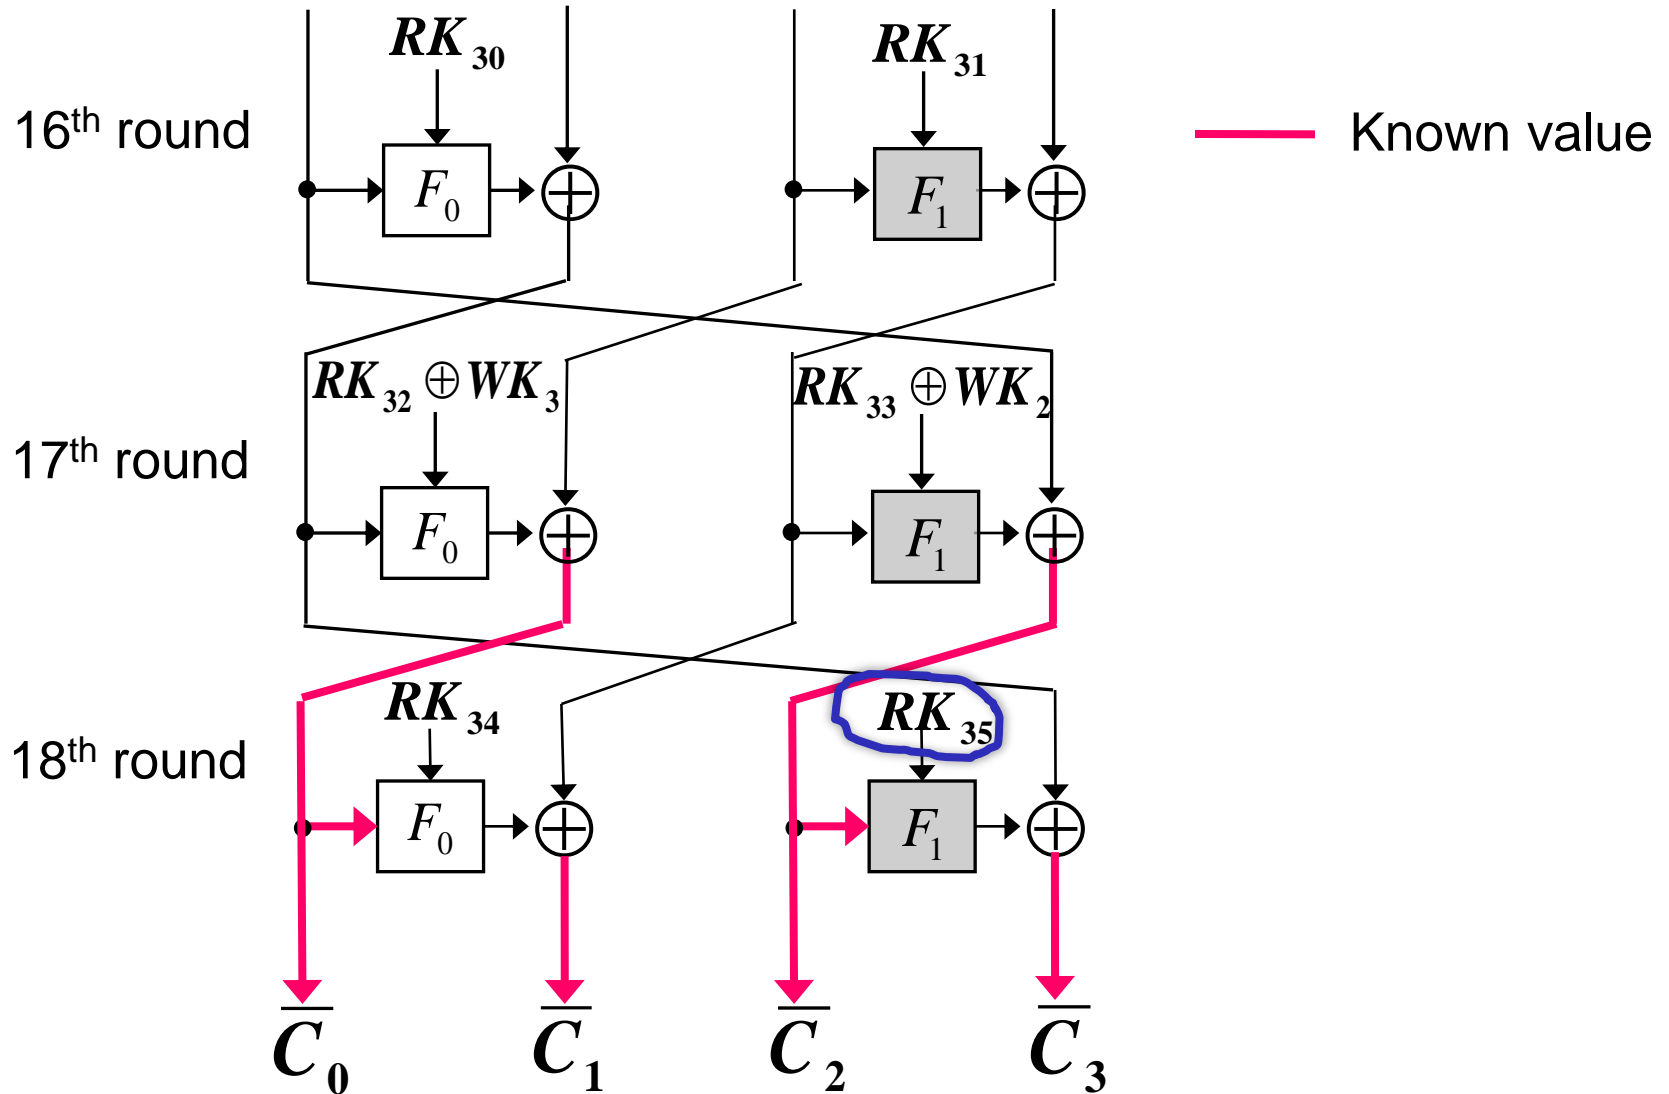 RK₃₀ RK₃₁
16th round F₀ F₁ Known value
RK₃₂ ⊕ WK₃ RK₃₃ ⊕ WK₂
17th round F₀ F₁
RK₃₄ RK₃₅
18th round F₀ F₁
C̅₀ C̅₁ C̅₂ C̅₃